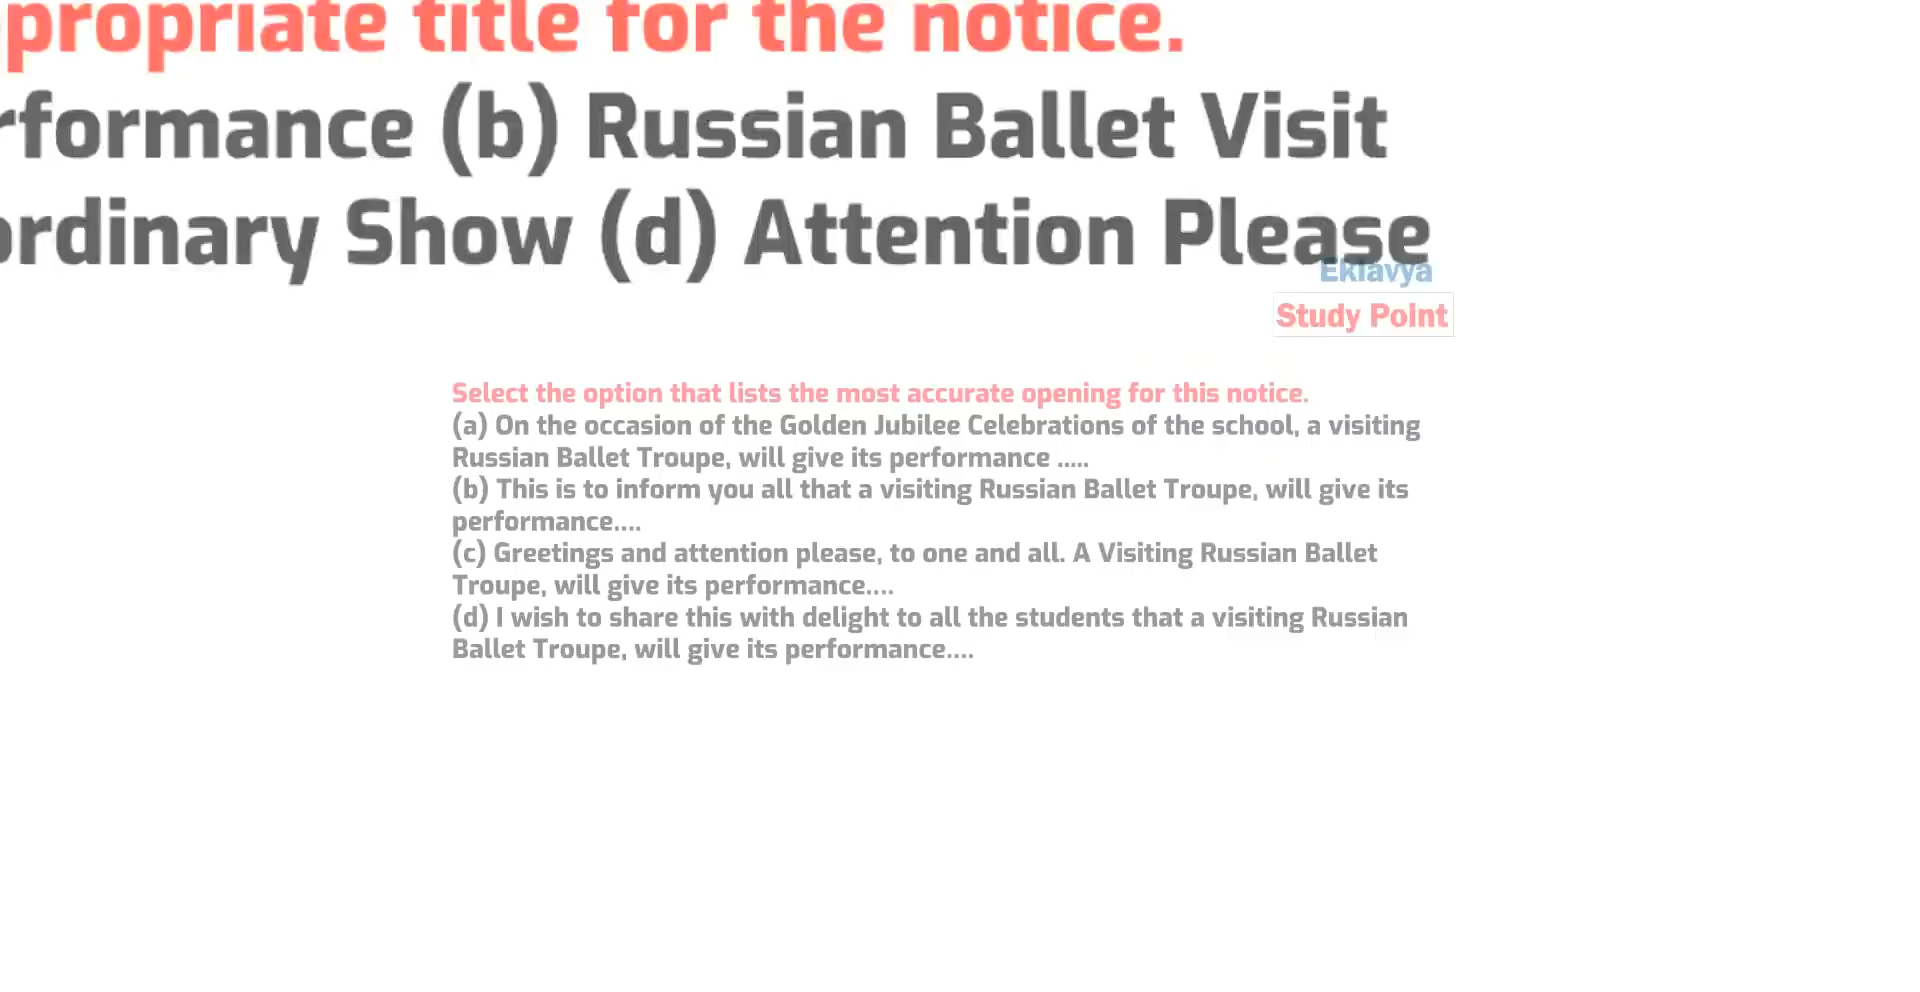 propriate title for the notice.
rformance (b) Russian Ballet Visit
ordinary Show (d) Attention Please
Eklavya
Study Point
Select the option that lists the most accurate opening for this notice.
(a) On the occasion of the Golden Jubilee Celebrations of the school, a visiting
Russian Ballet Troupe, will give its performance .....
(b) This is to inform you all that a visiting Russian Ballet Troupe, will give its
performance....
(c) Greetings and attention please, to one and all. A Visiting Russian Ballet
Troupe, will give its performance....
(d) I wish to share this with delight to all the students that a visiting Russian
Ballet Troupe, will give its performance....